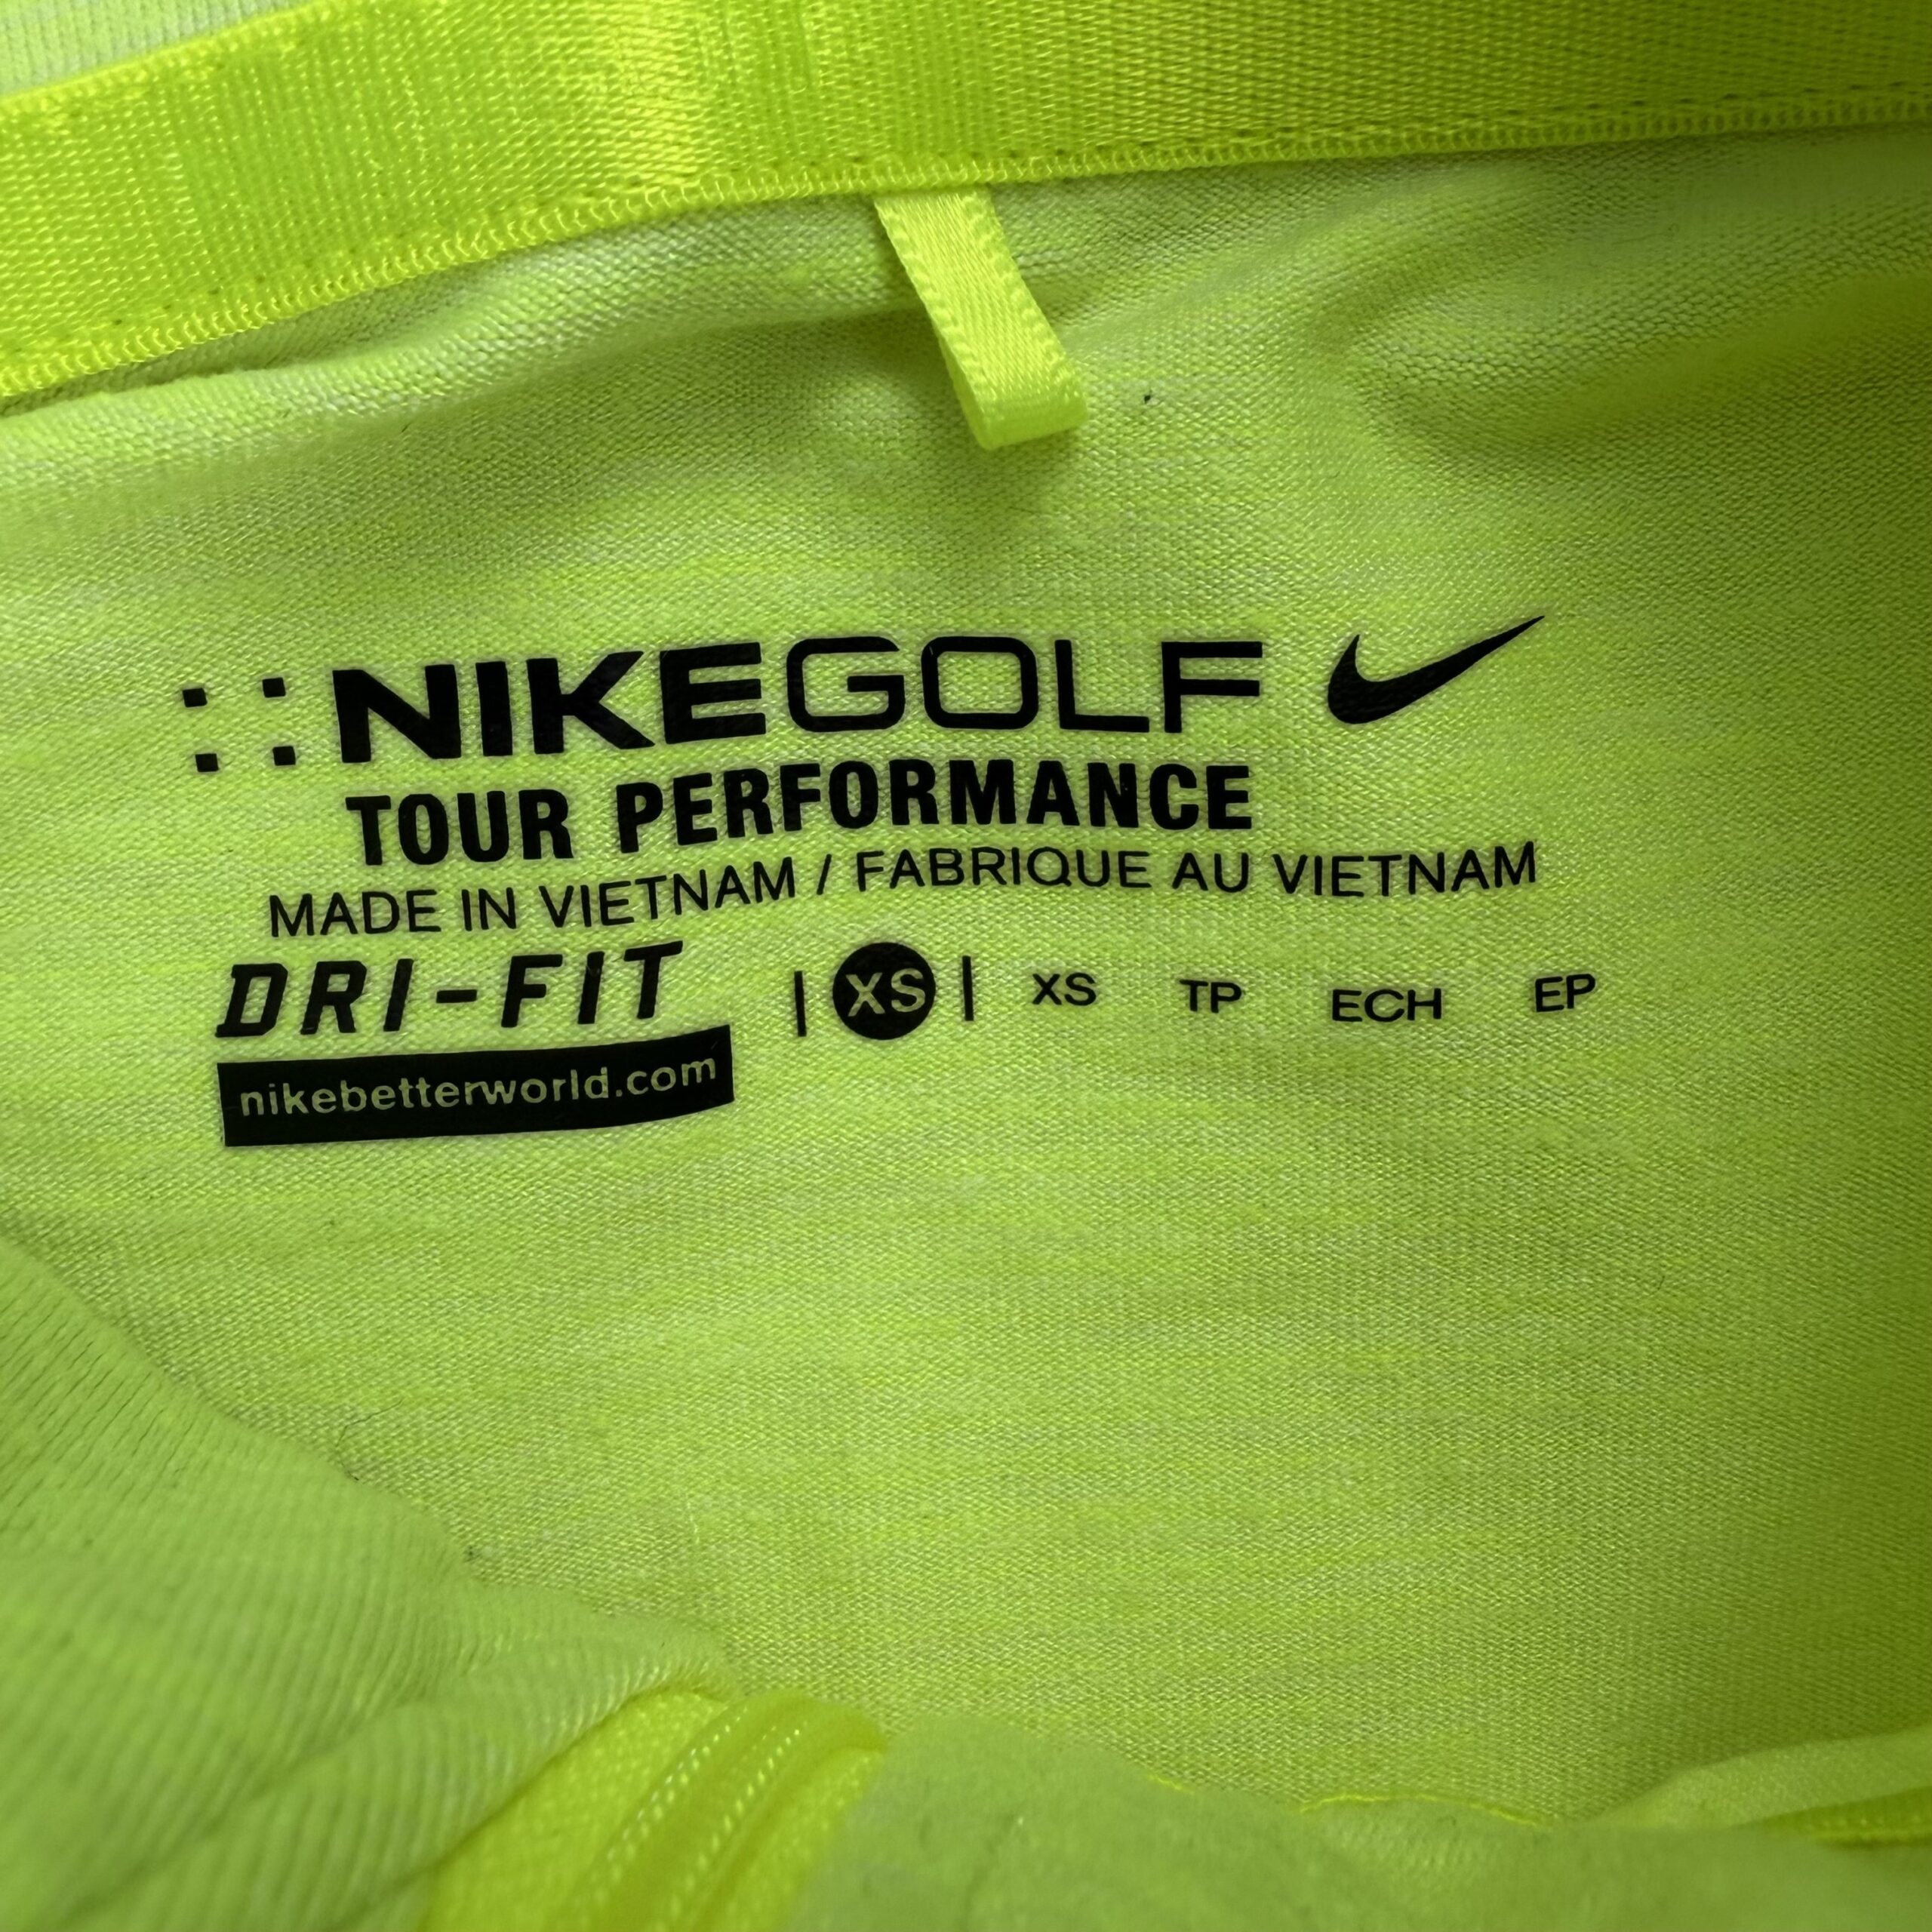 NIKEGOLF
TOUR PERFORMANCE
MADE IN VIETNAM / FABRIQUE AU VIETNAM
DRI-FIT | XS | XS TP ECH EP
nikebetterworld.com